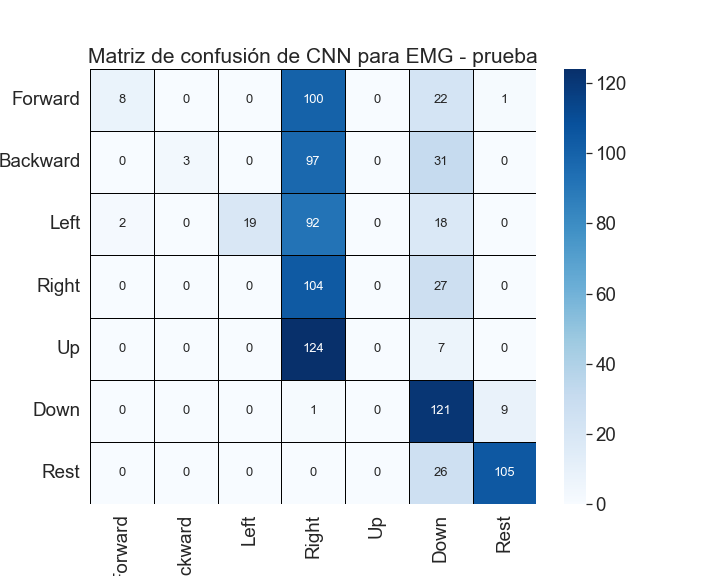 Matriz de confusión de CNN para EMG - prueba
Forward 8 0 0 100 0 22 1
Backward 0 3 0 97 0 31 0
Left 2 0 19 92 0 18 0
Right 0 0 0 104 0 27 0
Up 0 0 0 124 0 7 0
Down 0 0 0 1 0 121 9
Rest 0 0 0 0 0 26 105
Forward
ckward
Left
Right
Up
Down
Rest
120
100
80
60
40
20
0